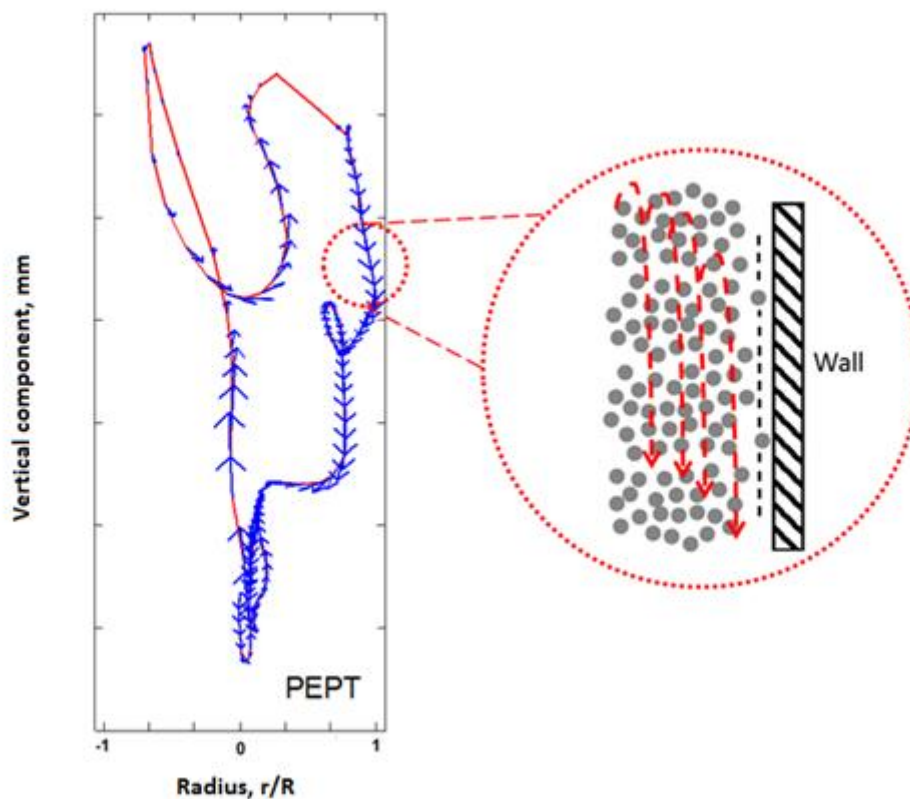 Vertical component, mm
Wall
PEPT
-1
0
1
Radius, r/R